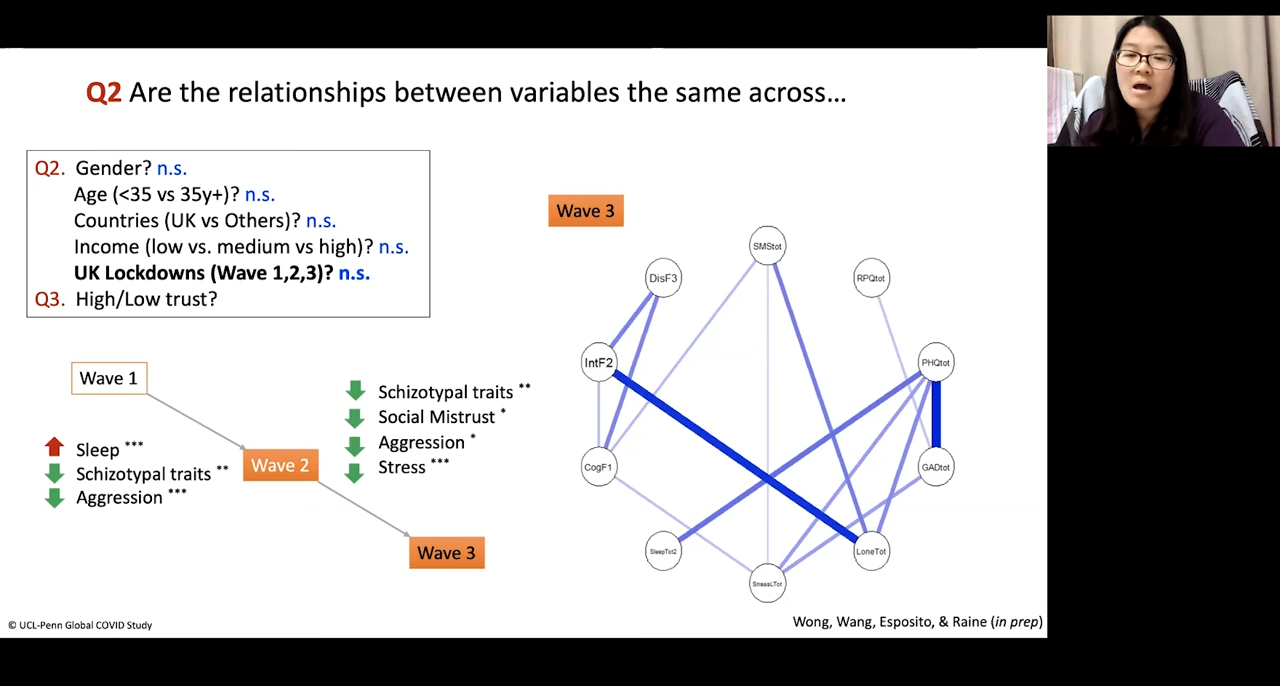 Q2 Are the relationships between variables the same across…
Q2. Gender? n.s.
Age (<35 vs 35y+)? n.s.
Countries (UK vs Others)? n.s.
Income (low vs. medium vs high)? n.s.
UK Lockdowns (Wave 1,2,3)? n.s.
Q3. High/Low trust?
Wave 1
Sleep ***
Schizotypal traits **
Aggression ***
Wave 2
Schizotypal traits **
Social Mistrust *
Aggression *
Stress ***
Wave 3
Wave 3
SMStot
DisF3
RPQtot
IntF2
PHQtot
CogF1
GADtot
SleepTot2
LoneTot
StressLTot
© UCL-Penn Global COVID Study
Wong, Wang, Esposito, & Raine (in prep)